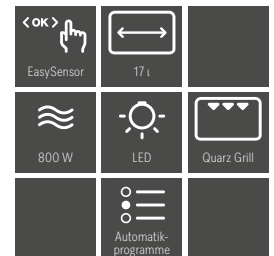 <OK>
EasySensor
17 l
800 W
LED
Quarz Grill
Automatik-
programme